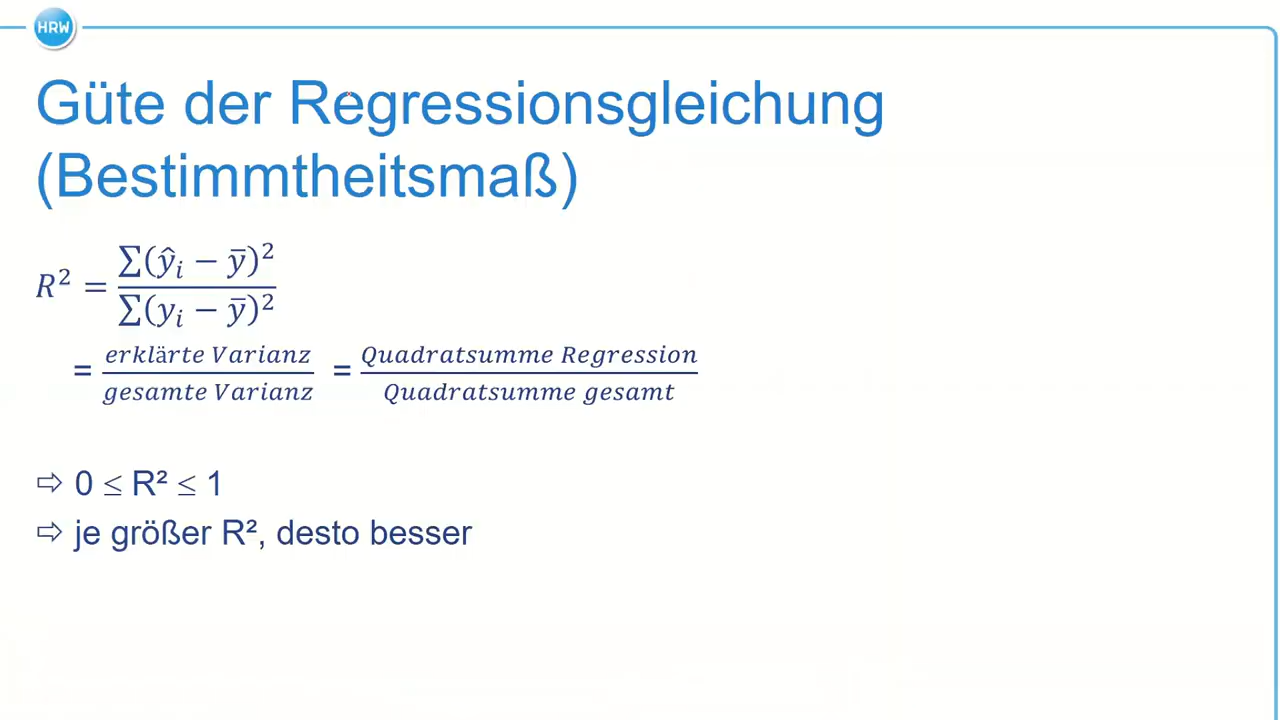 HRW
Güte der Regressionsgleichung
(Bestimmtheitsmaß)
R² = ∑(ŷᵢ − ȳ)² / ∑(yᵢ − ȳ)²
= erklärte Varianz / gesamte Varianz = Quadratsumme Regression / Quadratsumme gesamt
⇨ 0 ≤ R² ≤ 1
⇨ je größer R², desto besser